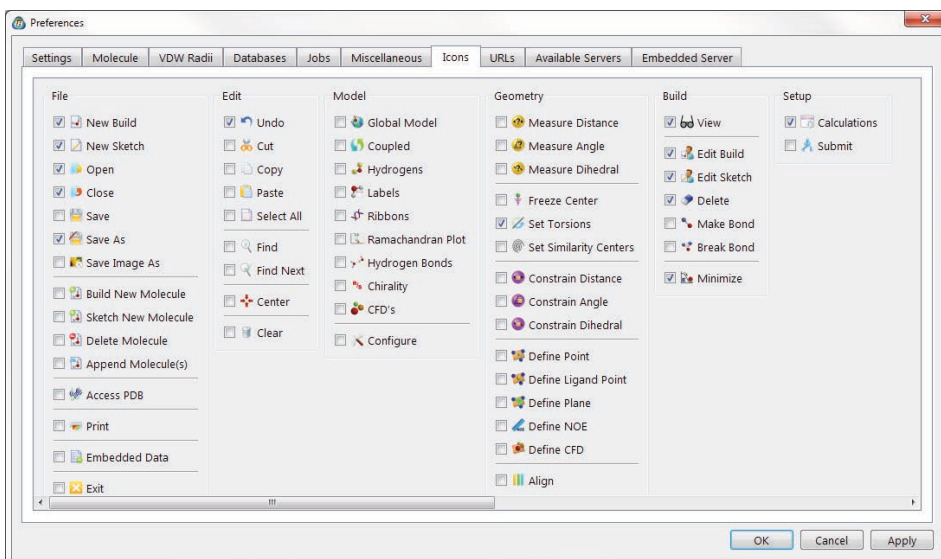 Preferences
Settings
Molecule
VDW Radii
Databases
Jobs
Miscellaneous
Icons
URLs
Available Servers
Embedded Server
File
New Build
New Sketch
Open
Close
Save
Save As
Save Image As
Build New Molecule
Sketch New Molecule
Delete Molecule
Append Molecule(s)
Access PDB
Print
Embedded Data
Exit
Edit
Undo
Cut
Copy
Paste
Select All
Find
Find Next
Center
Clear
Model
Global Model
Coupled
Hydrogens
Labels
Ribbons
Ramachandran Plot
Hydrogen Bonds
Chirality
CFD's
Configure
Geometry
Measure Distance
Measure Angle
Measure Dihedral
Freeze Center
Set Torsions
Set Similarity Centers
Constrain Distance
Constrain Angle
Constrain Dihedral
Define Point
Define Ligand Point
Define Plane
Define NOE
Define CFD
Align
Build
View
Edit Build
Edit Sketch
Delete
Make Bond
Break Bond
Minimize
Setup
Calculations
Submit
OK
Cancel
Apply